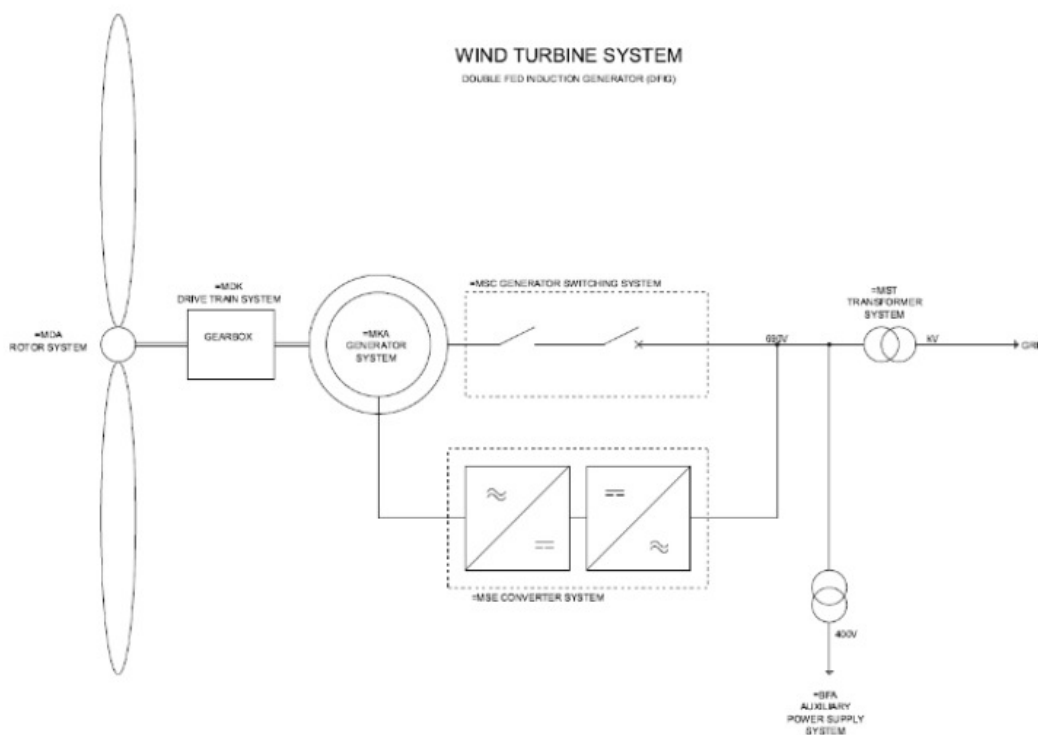 WIND TURBINE SYSTEM
DOUBLE FED INDUCTION GENERATOR (DFIG)
=MSC GENERATOR SWITCHING SYSTEM
=MDK
DRIVE TRAIN SYSTEM
=MST
TRANSFORMER
SYSTEM
=MDA
ROTOR SYSTEM
GEARBOX
=MKA
GENERATOR
SYSTEM
690V
KV
=MSE CONVERTER SYSTEM
400V
=BFA
AUXILIARY
POWER SUPPLY
SYSTEM